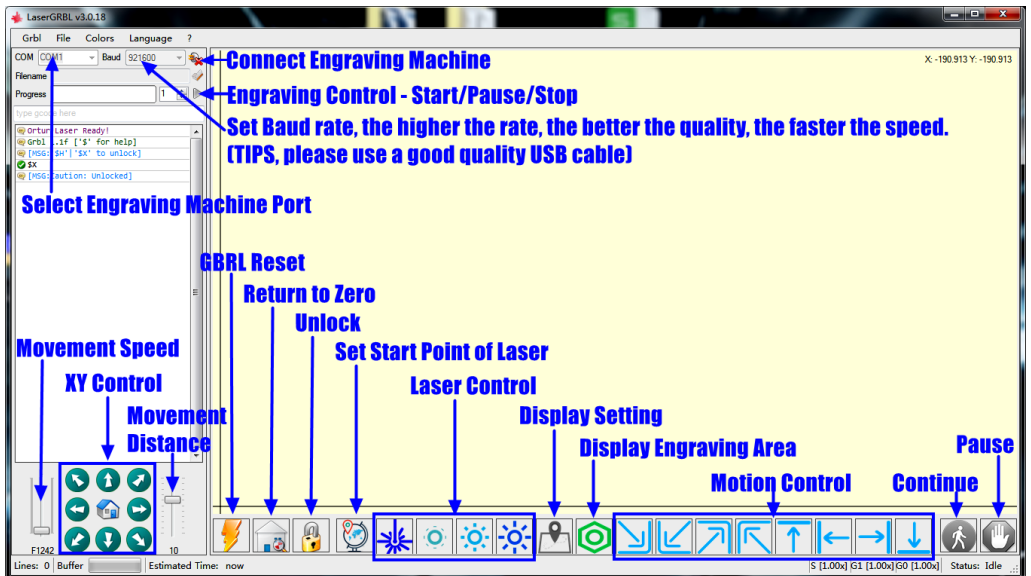 LaserGRBL v3.0.18
Grbl File Colors Language ?
COM COM1 Baud 921600
Connect Engraving Machine
X: -190.913 Y: -190.913
Filename
Progress
1
Engraving Control - Start/Pause/Stop
type gcode here
Set Baud rate, the higher the rate, the better the quality, the faster the speed.
(TIPS, please use a good quality USB cable)
Ortur Laser Ready!
Grbl 1.1f ['$' for help]
[MSG:'$H'|'$X' to unlock]
$X
[MSG:Caution: Unlocked]
Select Engraving Machine Port
GBRL Reset
Return to Zero
Unlock
Movement Speed
Set Start Point of Laser
XY Control
Laser Control
Movement
Distance
Display Setting
Display Engraving Area
Pause
Motion Control
Continue
F1242
10
Lines: 0 Buffer Estimated Time: now
S [1.00x] G1 [1.00x] G0 [1.00x] Status: Idle